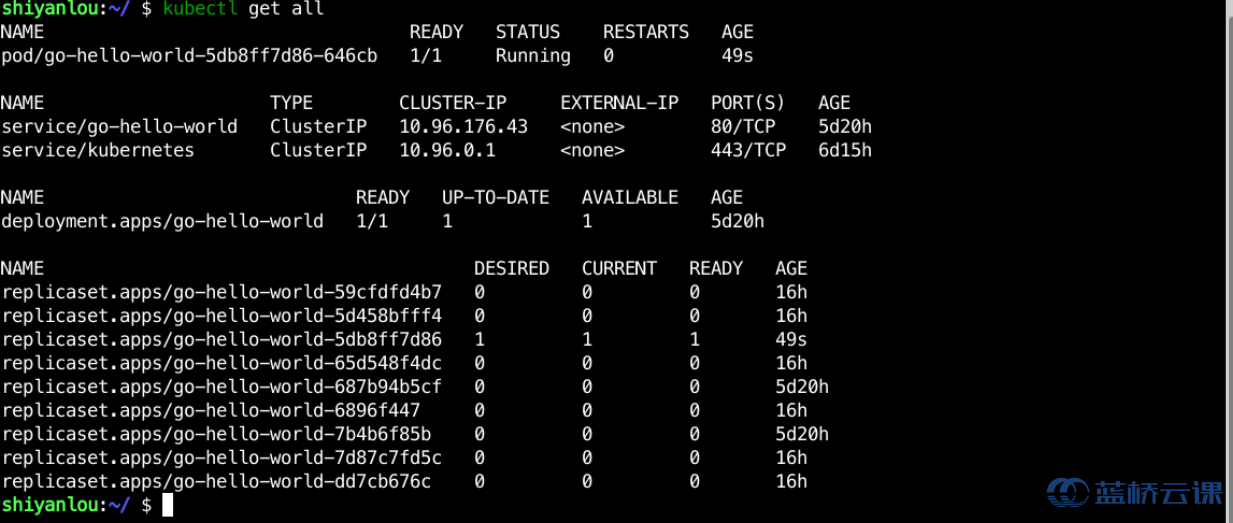 shiyanlou:~/ $ kubectl get all
NAME READY STATUS RESTARTS AGE
pod/go-hello-world-5db8ff7d86-646cb 1/1 Running 0 49s
NAME TYPE CLUSTER-IP EXTERNAL-IP PORT(S) AGE
service/go-hello-world ClusterIP 10.96.176.43 <none> 80/TCP 5d20h
service/kubernetes ClusterIP 10.96.0.1 <none> 443/TCP 6d15h
NAME READY UP-TO-DATE AVAILABLE AGE
deployment.apps/go-hello-world 1/1 1 1 5d20h
NAME DESIRED CURRENT READY AGE
replicaset.apps/go-hello-world-59cfdfd4b7 0 0 0 16h
replicaset.apps/go-hello-world-5d458bfff4 0 0 0 16h
replicaset.apps/go-hello-world-5db8ff7d86 1 1 1 49s
replicaset.apps/go-hello-world-65d548f4dc 0 0 0 16h
replicaset.apps/go-hello-world-687b94b5cf 0 0 0 5d20h
replicaset.apps/go-hello-world-6896f447 0 0 0 16h
replicaset.apps/go-hello-world-7b4b6f85b 0 0 0 5d20h
replicaset.apps/go-hello-world-7d87c7fd5c 0 0 0 16h
replicaset.apps/go-hello-world-dd7cb676c 0 0 0 16h
shiyanlou:~/ $
蓝桥云课